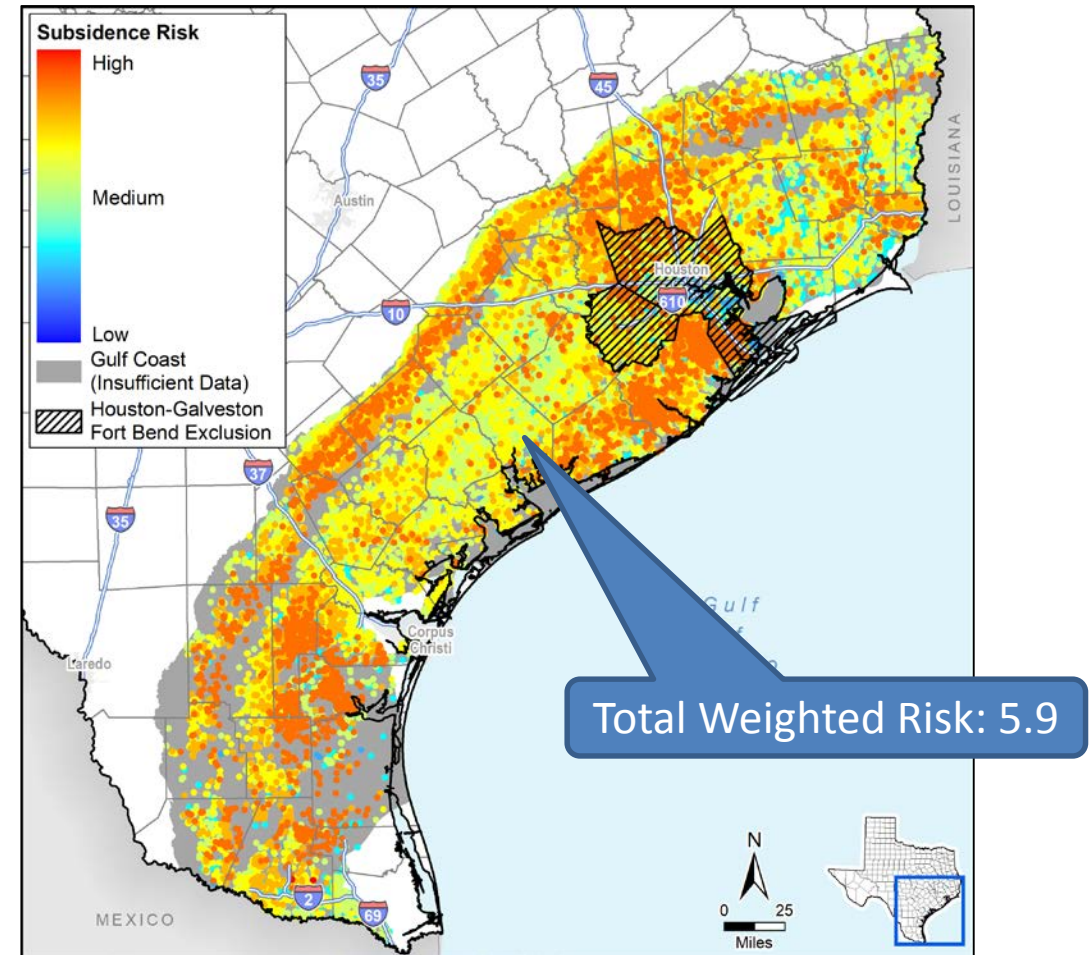 Subsidence Risk
High
Medium
Low
Gulf Coast
(Insufficient Data)
Houston-Galveston
Fort Bend Exclusion
35
45
LOUISIANA
Austin
Houston
610
10
37
35
Gulf
Corpus
Christi
Laredo
Total Weighted Risk: 5.9
N
0 25
Miles
2
69
MEXICO